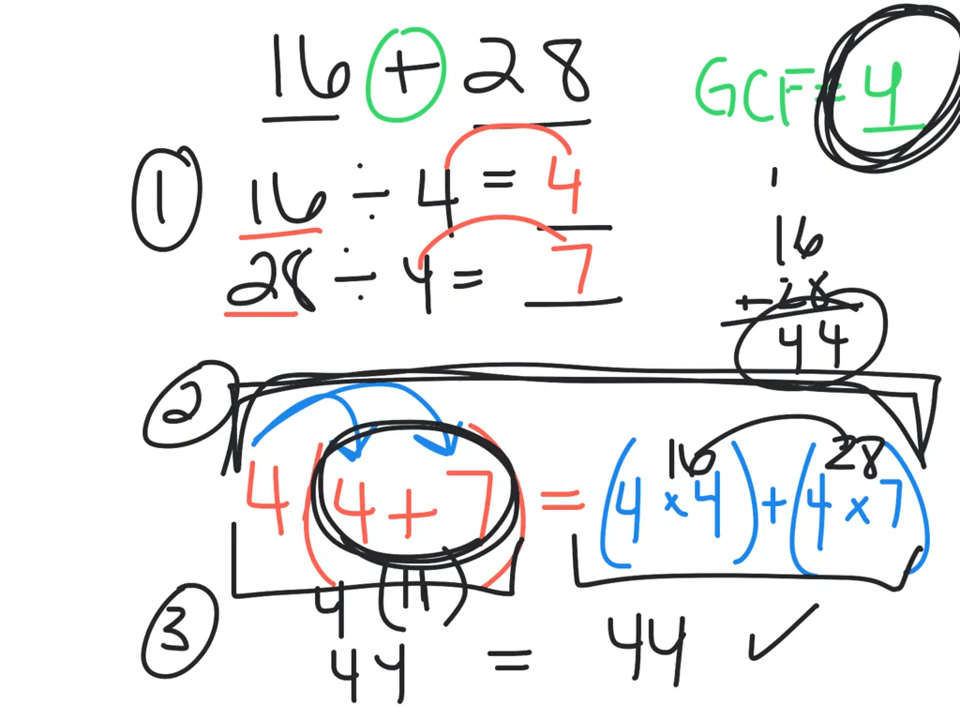 16 + 28
GCF = 4
1
16 ÷ 4 = 4
28 ÷ 4 = 7
1
16
+ 28
44
2
4(4 + 7) = (4 × 4) + (4 × 7)
16 28
4 (11)
3
44 = 44 ✓